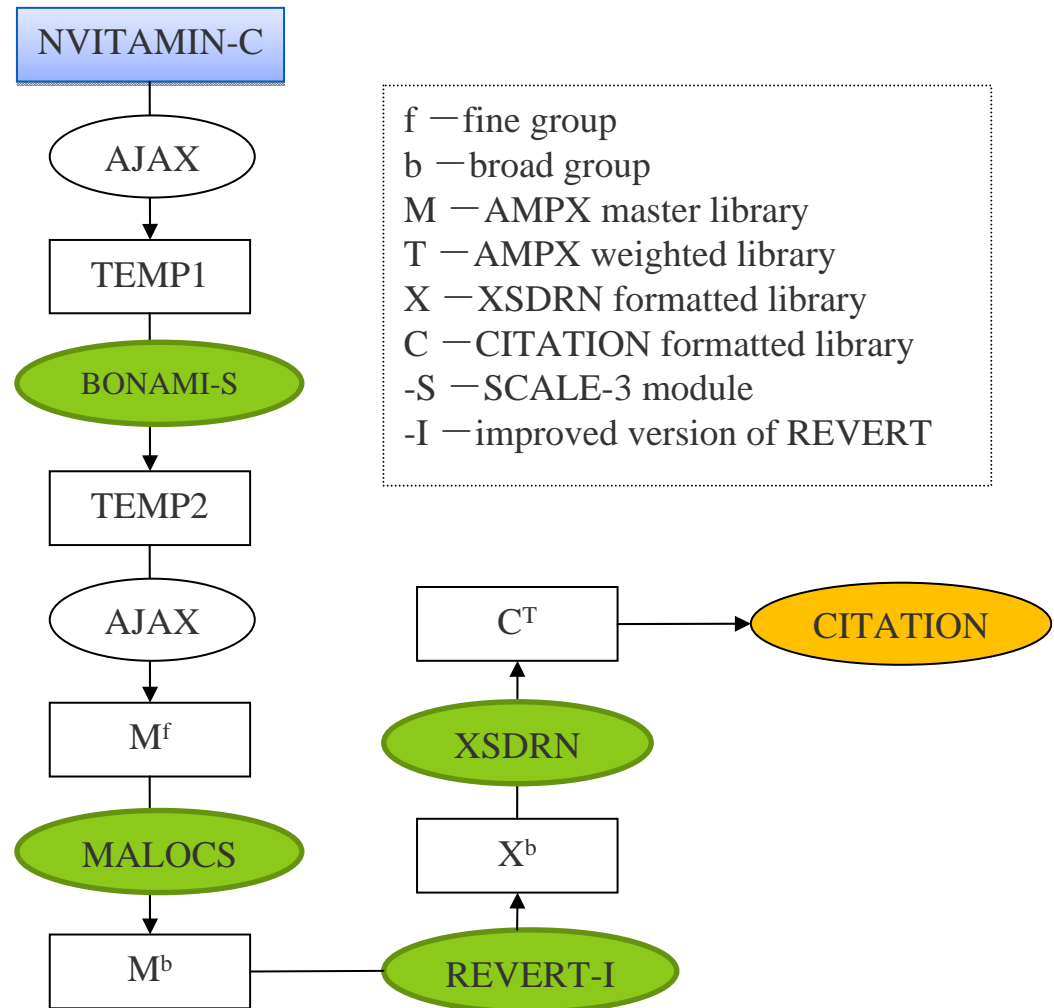 NVITAMIN-C
AJAX
TEMP1
BONAMI-S
TEMP2
AJAX
Mᶠ
MALOCS
Mᵇ
REVERT-I
Xᵇ
XSDRN
Cᵀ
CITATION
f －fine group
b －broad group
M －AMPX master library
T －AMPX weighted library
X －XSDRN formatted library
C －CITATION formatted library
-S －SCALE-3 module
-I －improved version of REVERT